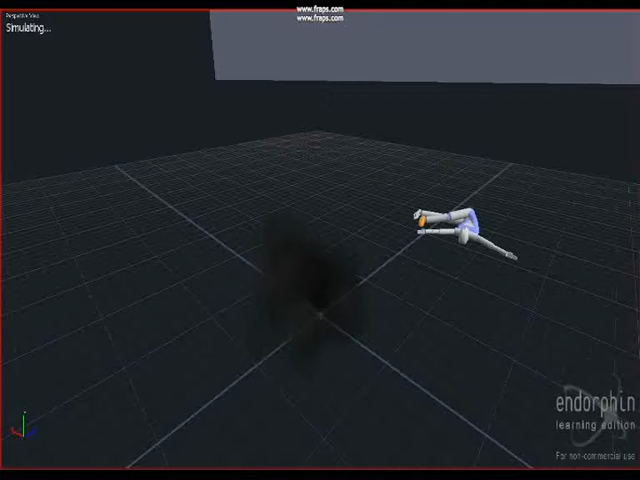 www.fraps.com
www.fraps.com
Perspective View
Simulating...
endorphin
learning edition
For non-commercial use